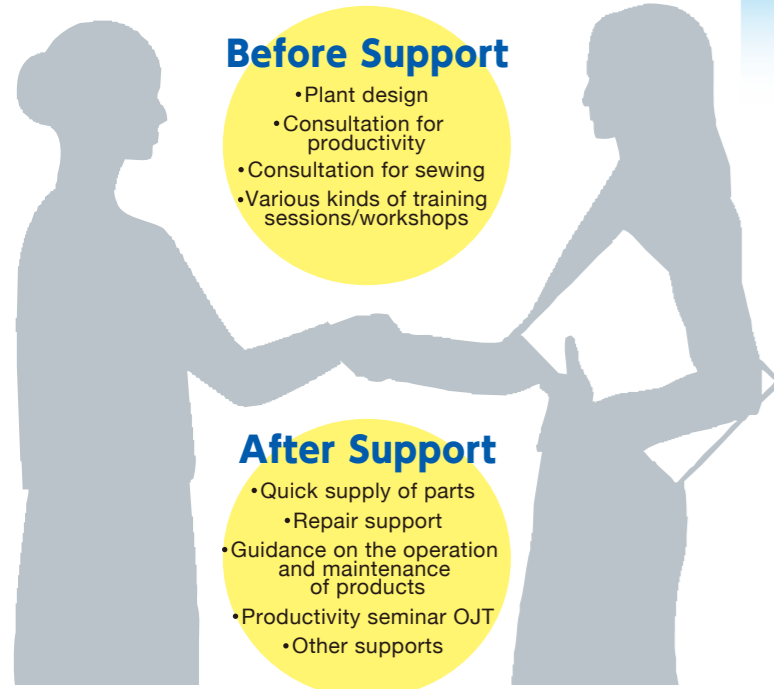 Before Support
•Plant design
•Consultation for
productivity
•Consultation for sewing
•Various kinds of training
sessions/workshops
After Support
•Quick supply of parts
•Repair support
•Guidance on the operation
and maintenance
of products
•Productivity seminar OJT
•Other supports